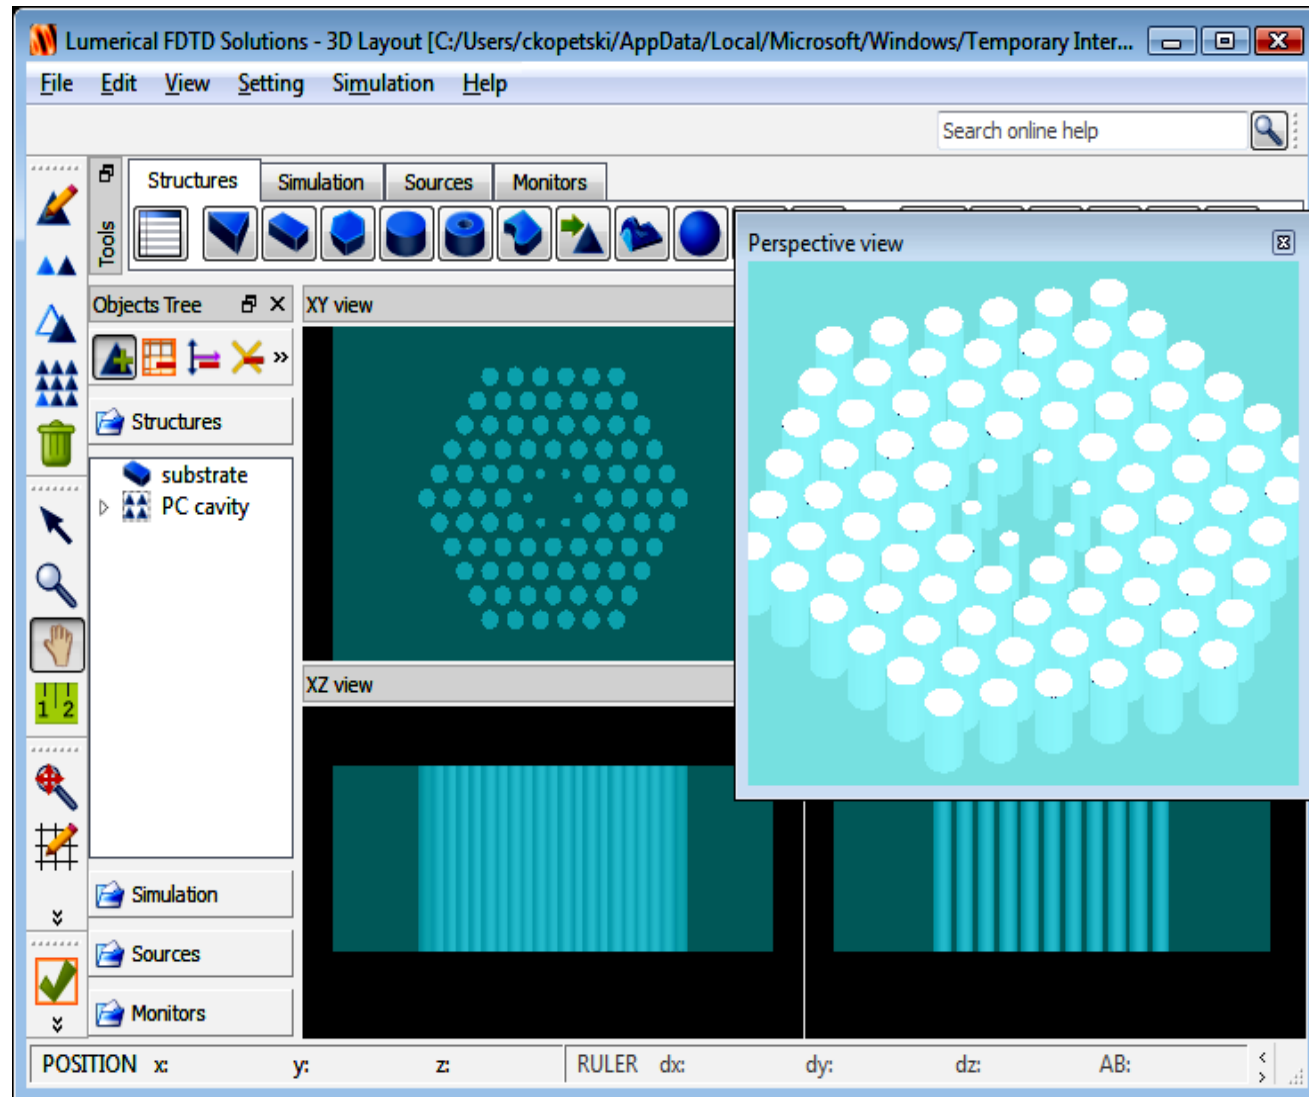 Lumerical FDTD Solutions - 3D Layout [C:/Users/ckopetski/AppData/Local/Microsoft/Windows/Temporary Inter...
File Edit View Setting Simulation Help
Search online help
Tools
Structures Simulation Sources Monitors
Perspective view
Objects Tree
XY view
Structures
substrate
PC cavity
XZ view
1 2
Simulation
Sources
Monitors
POSITION x: y: z: RULER dx: dy: dz: AB: